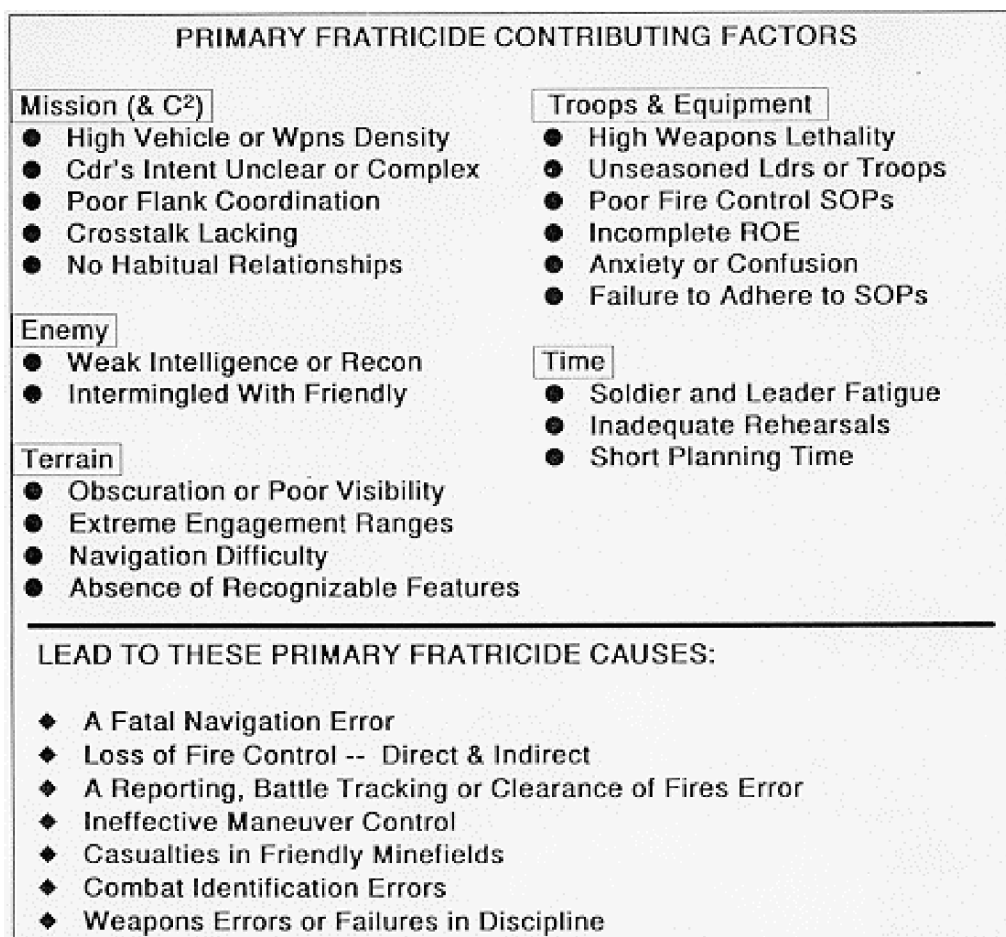 PRIMARY FRATRICIDE CONTRIBUTING FACTORS
Mission (& C²)
● High Vehicle or Wpns Density
● Cdr's Intent Unclear or Complex
● Poor Flank Coordination
● Crosstalk Lacking
● No Habitual Relationships
Enemy
● Weak Intelligence or Recon
● Intermingled With Friendly
Terrain
● Obscuration or Poor Visibility
● Extreme Engagement Ranges
● Navigation Difficulty
● Absence of Recognizable Features
Troops & Equipment
● High Weapons Lethality
● Unseasoned Ldrs or Troops
● Poor Fire Control SOPs
● Incomplete ROE
● Anxiety or Confusion
● Failure to Adhere to SOPs
Time
● Soldier and Leader Fatigue
● Inadequate Rehearsals
● Short Planning Time
LEAD TO THESE PRIMARY FRATRICIDE CAUSES:
◆ A Fatal Navigation Error
◆ Loss of Fire Control -- Direct & Indirect
◆ A Reporting, Battle Tracking or Clearance of Fires Error
◆ Ineffective Maneuver Control
◆ Casualties in Friendly Minefields
◆ Combat Identification Errors
◆ Weapons Errors or Failures in Discipline